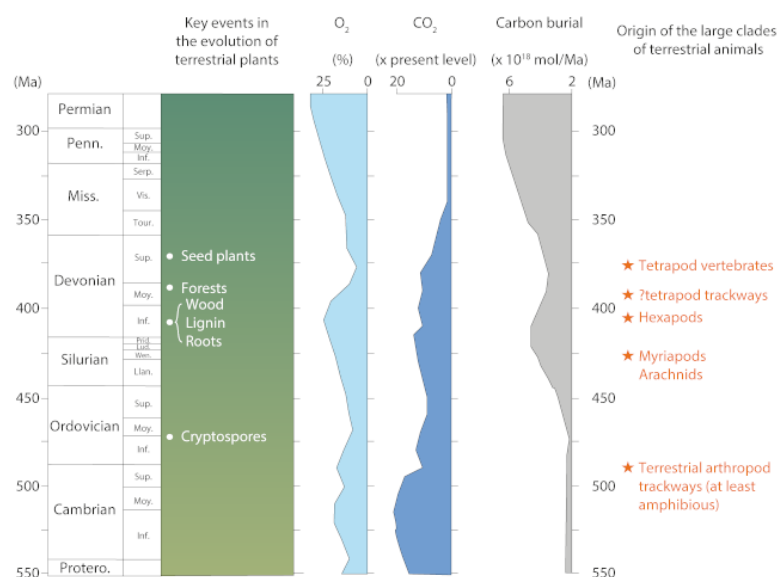 Key events in
the evolution of
terrestrial plants
O₂
(%)
25 0
CO₂
(x present level)
20 0
Carbon burial
(x 10¹⁸ mol/Ma)
6 2
Origin of the large clades
of terrestrial animals
(Ma)
(Ma)
Permian
300
Penn.
Sup.
Moy.
Inf.
Miss.
Serp.
Vis.
Tour.
350
Devonian
Sup.
Moy.
Inf.
400
Silurian
Prid.
Lud.
Wen.
Llan.
Ordovician
Sup.
Moy.
Inf.
450
Cambrian
Sup.
Moy.
Inf.
500
Protero.
550
Seed plants
Forests
Wood
Lignin
Roots
Cryptospores
300
350
400
450
500
550
Tetrapod vertebrates
?tetrapod trackways
Hexapods
Myriapods
Arachnids
Terrestrial arthropod
trackways (at least
amphibious)